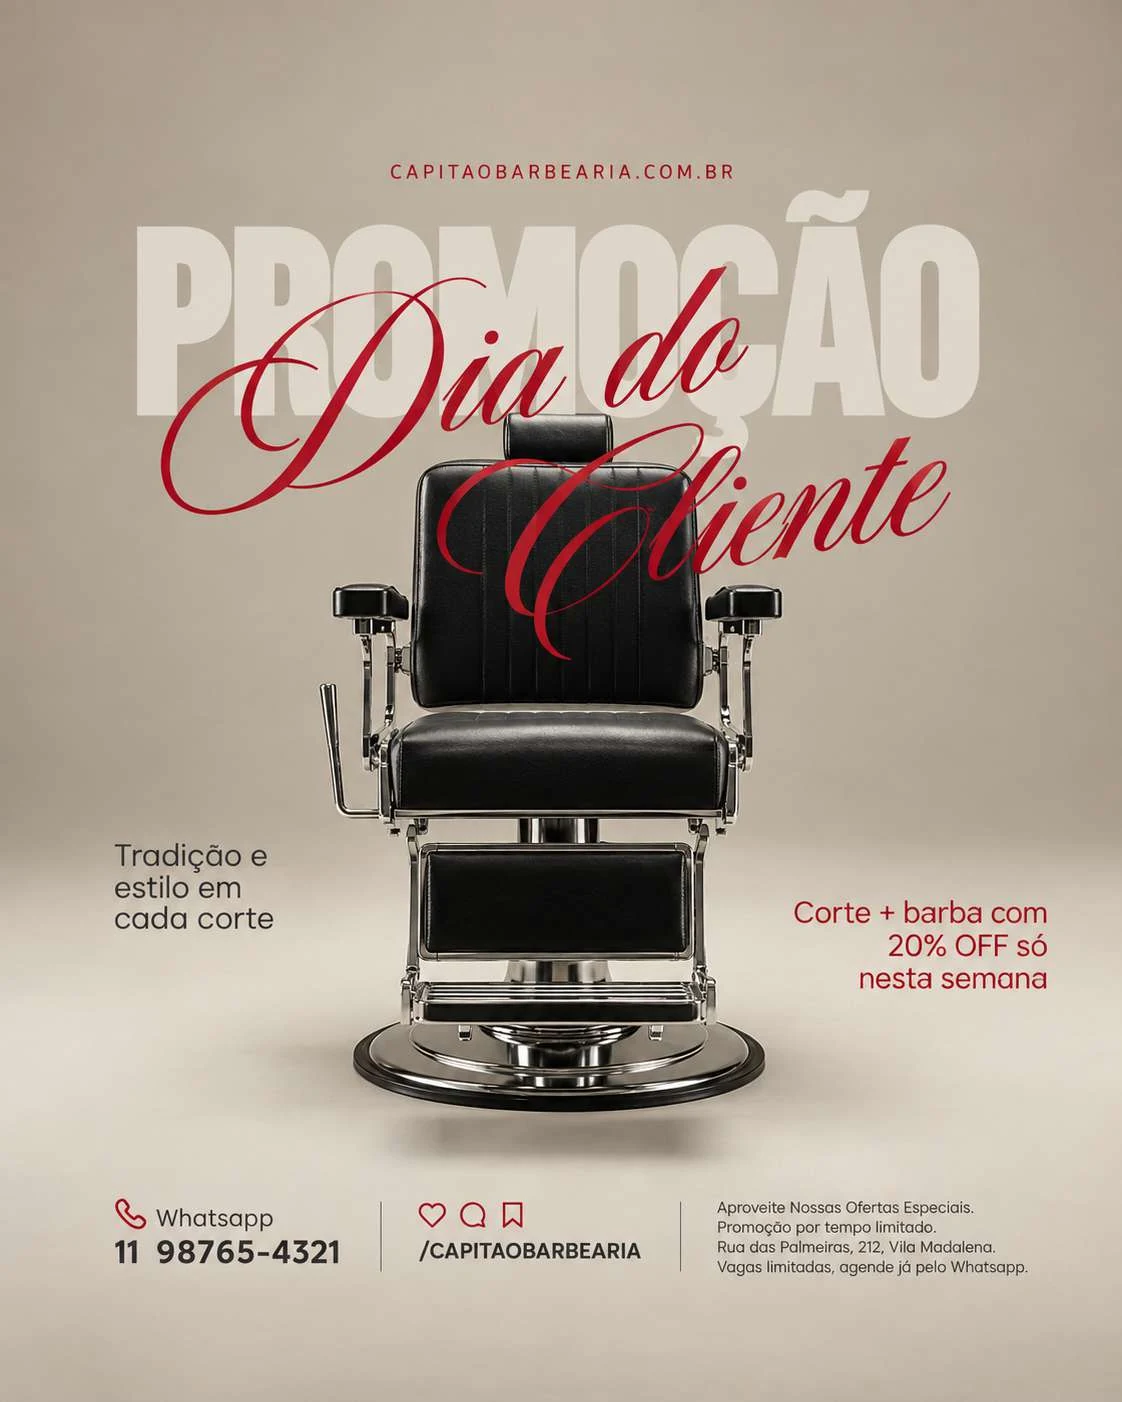 CAPITAOBARBEARIA.COM.BR
PROMOÇÃO
Dia do
Cliente
Tradição e
estilo em
cada corte
Corte + barba com
20% OFF só
nesta semana
Whatsapp
11 98765-4321
/CAPITAOBARBEARIA
Aproveite Nossas Ofertas Especiais.
Promoção por tempo limitado.
Rua das Palmeiras, 212, Vila Madalena.
Vagas limitadas, agende já pelo Whatsapp.